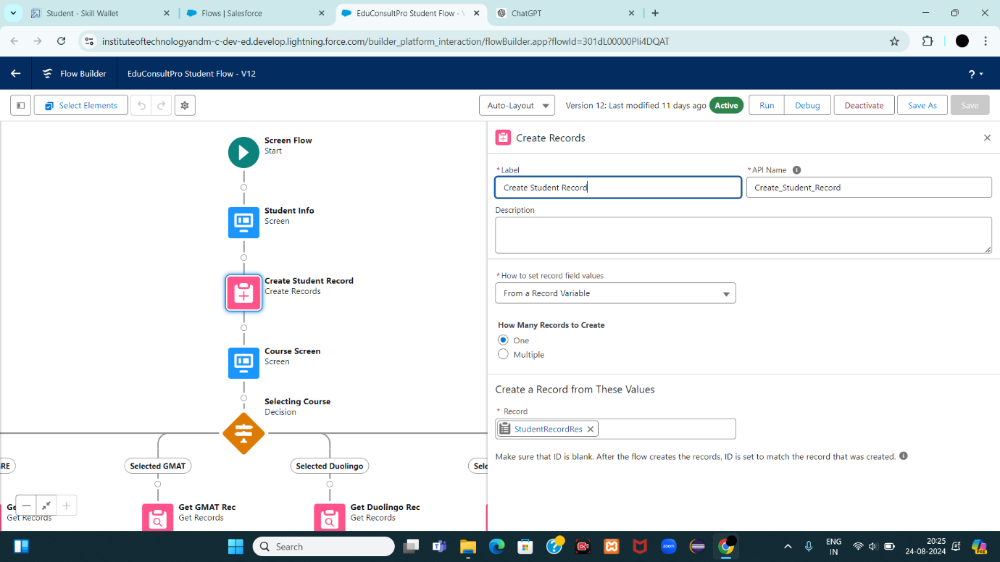 Student - Skill Wallet
Flows | Salesforce
EduConsultPro Student Flow - V
ChatGPT
instituteoftechnologyandm-c-dev-ed.develop.lightning.force.com/builder_platform_interaction/flowBuilder.app?flowId=301dL00000PIi4DQAT
Flow Builder
EduConsultPro Student Flow - V12
?
Select Elements
Auto-Layout
Version 12: Last modified 11 days ago
Active
Run
Debug
Deactivate
Save As
Save
Screen Flow
Start
Student Info
Screen
Create Student Record
Create Records
Course Screen
Screen
Selecting Course
Decision
RE
Selected GMAT
Selected Duolingo
Sele
Ge
Get Records
Get GMAT Rec
Get Records
Get Duolingo Rec
Get Records
Create Records
* Label
Create Student Record
* API Name
Create_Student_Record
Description
* How to set record field values
From a Record Variable
How Many Records to Create
One
Multiple
Create a Record from These Values
* Record
StudentRecordRes
Make sure that ID is blank. After the flow creates the records, ID is set to match the record that was created.
Search
zoom
PRE
ENG
IN
20:25
24-08-2024